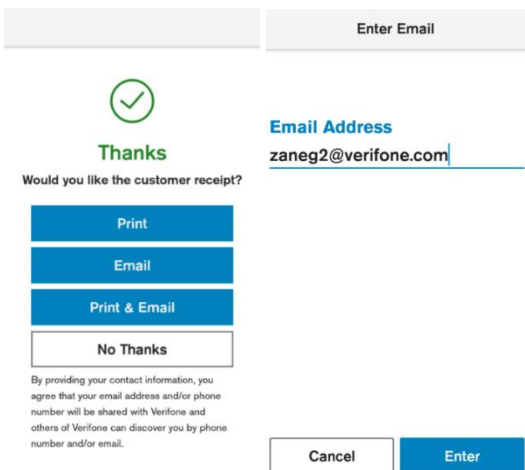 Thanks
Would you like the customer receipt?
Print
Email
Print & Email
No Thanks
By providing your contact information, you
agree that your email address and/or phone
number will be shared with Verifone and
others of Verifone can discover you by phone
number and/or email.
Enter Email
Email Address
zaneg2@verifone.com
Cancel
Enter